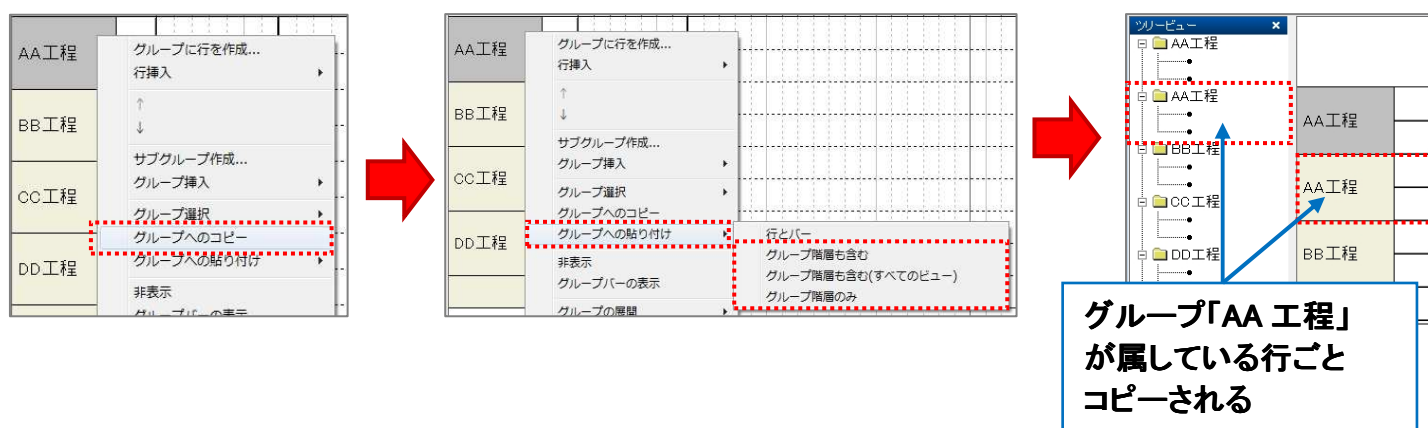 AA工程
BB工程
CC工程
DD工程
グループに行を作成...
行挿入
↑
↓
サブグループ作成...
グループ挿入
グループ選択
グループへのコピー
グループへの貼り付け
非表示
グループバーの表示
AA工程
BB工程
CC工程
DD工程
グループに行を作成...
行挿入
↑
↓
サブグループ作成...
グループ挿入
グループ選択
グループへのコピー
グループへの貼り付け
非表示
グループバーの表示
グループの展開
行とバー
グループ階層も含む
グループ階層も含む(すべてのビュー)
グループ階層のみ
ツリービュー ×
AA工程
AA工程
BB工程
CC工程
DD工程
AA工程
AA工程
BB工程
グループ「AA 工程」
が属している行ごと
コピーされる